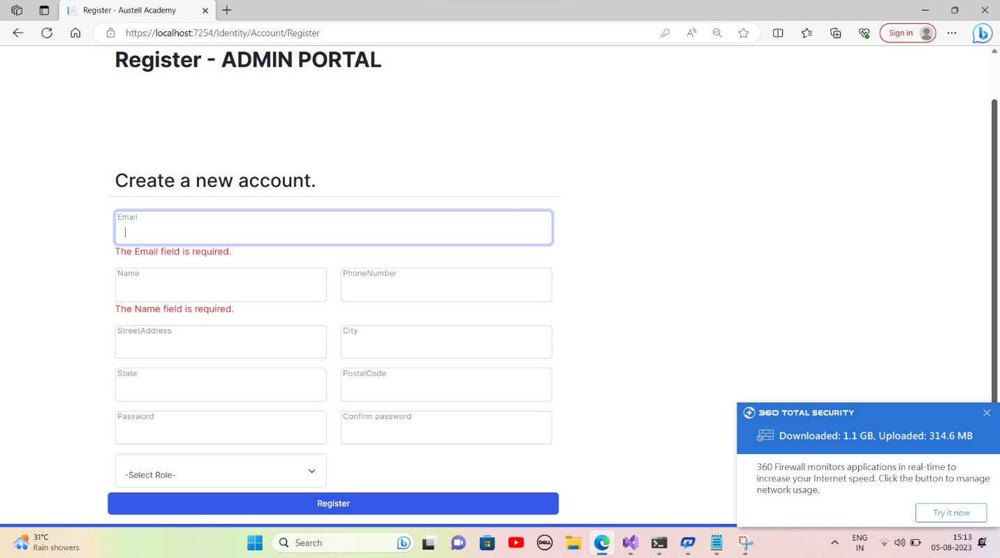 Register - Austell Academy
https://localhost:7254/Identity/Account/Register
Sign in
Register - ADMIN PORTAL
Create a new account.
Email
The Email field is required.
Name
PhoneNumber
The Name field is required.
StreetAddress
City
State
PostalCode
Password
Confirm password
-Select Role-
Register
360 TOTAL SECURITY
Downloaded: 1.1 GB, Uploaded: 314.6 MB
360 Firewall monitors applications in real-time to
increase your Internet speed. Click the button to manage
network usage.
Try it now
31°C
Rain showers
Search
DELL
ENG
IN
15:13
05-08-2023